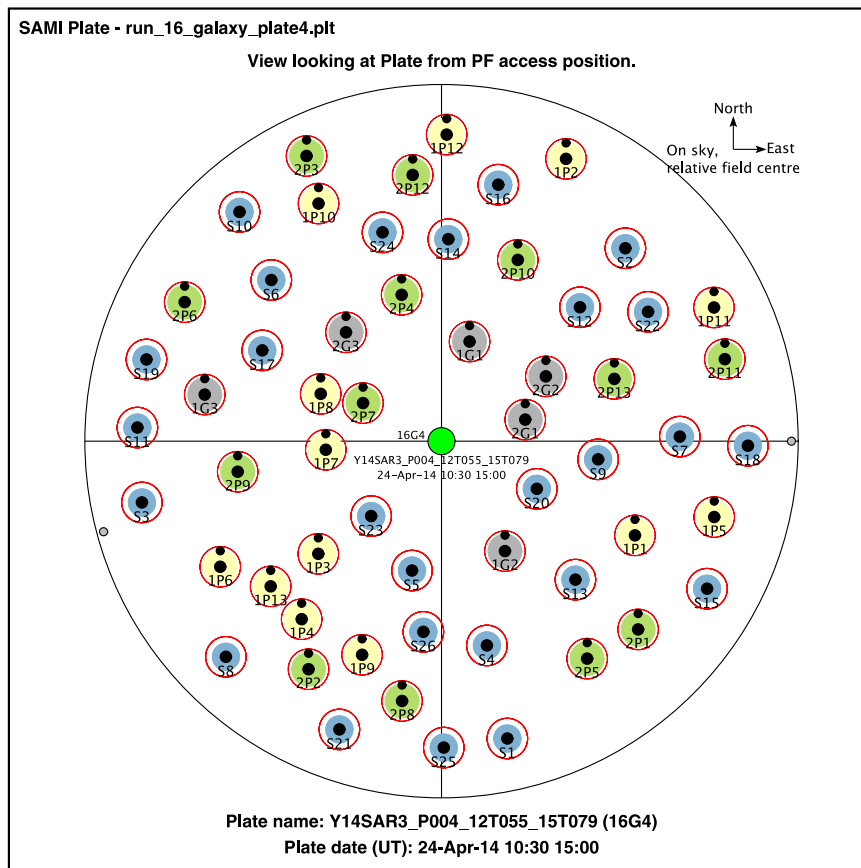 SAMI Plate - run_16_galaxy_plate4.plt
View looking at Plate from PF access position.
North
On sky, East
relative field centre
1P12
2P3
1P2
2P12
S16
1P10
S10
S24
S14
S2
2P10
S6
2P4
2P6
S12
S22
1P11
2G3
1G1
S17
S19
2P11
2G2
2P13
1G3
1P8
2P7
2G1
S11
16G4
S7
S18
1P7
Y14SAR3_P004_12T055_15T079
24-Apr-14 10:30 15:00
S9
2P9
S20
S3
S23
1P5
1P1
1G2
1P3
1P6
S5
1P13
S13
S15
1P4
S26
2P1
S4
S8
1P9
2P5
2P2
2P8
S21
S1
S25
Plate name: Y14SAR3_P004_12T055_15T079 (16G4)
Plate date (UT): 24-Apr-14 10:30 15:00